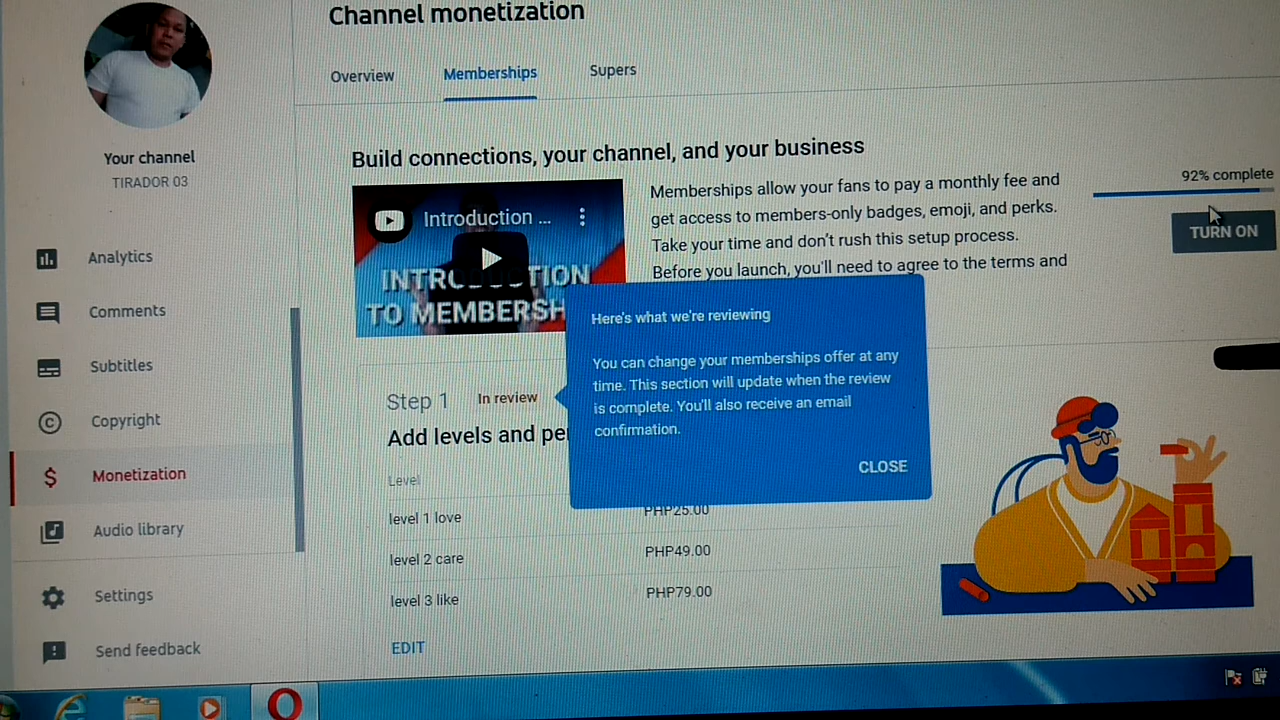 Channel monetization
Overview
Memberships
Supers
Your channel
TIRADOR 03
Analytics
Comments
Subtitles
Copyright
Monetization
Audio library
Settings
Send feedback
Build connections, your channel, and your business
Introduction ...
INTRODUCTION
TO MEMBERSH
Memberships allow your fans to pay a monthly fee and
get access to members-only badges, emoji, and perks.
Take your time and don't rush this setup process.
Before you launch, you'll need to agree to the terms and
92% complete
TURN ON
Here's what we're reviewing
You can change your memberships offer at any
time. This section will update when the review
is complete. You'll also receive an email
confirmation.
CLOSE
Step 1
In review
Add levels and pe
Level
level 1 love
PHP25.00
level 2 care
PHP49.00
level 3 like
PHP79.00
EDIT